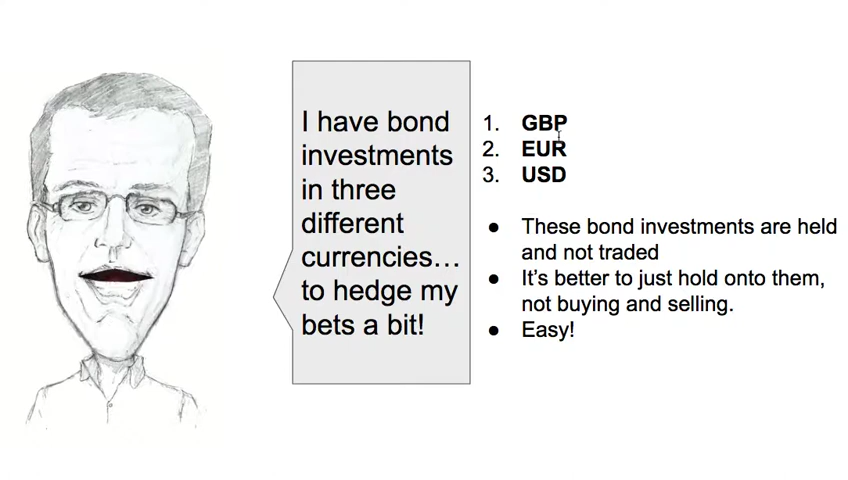 I have bond
investments
in three
different
currencies…
to hedge my
bets a bit!
1. GBP
2. EUR
3. USD
● These bond investments are held
and not traded
● It's better to just hold onto them,
not buying and selling.
● Easy!